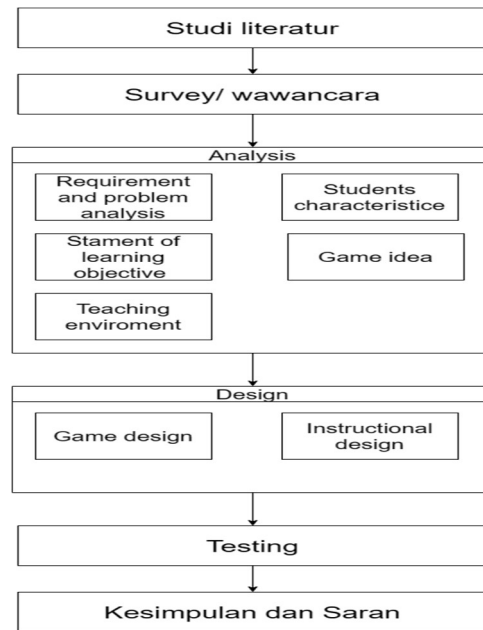 Studi literatur
Survey/ wawancara
Analysis
Requirement
and problem
analysis
Students
characteristice
Stament of
learning
objective
Game idea
Teaching
enviroment
Design
Game design
Instructional
design
Testing
Kesimpulan dan Saran